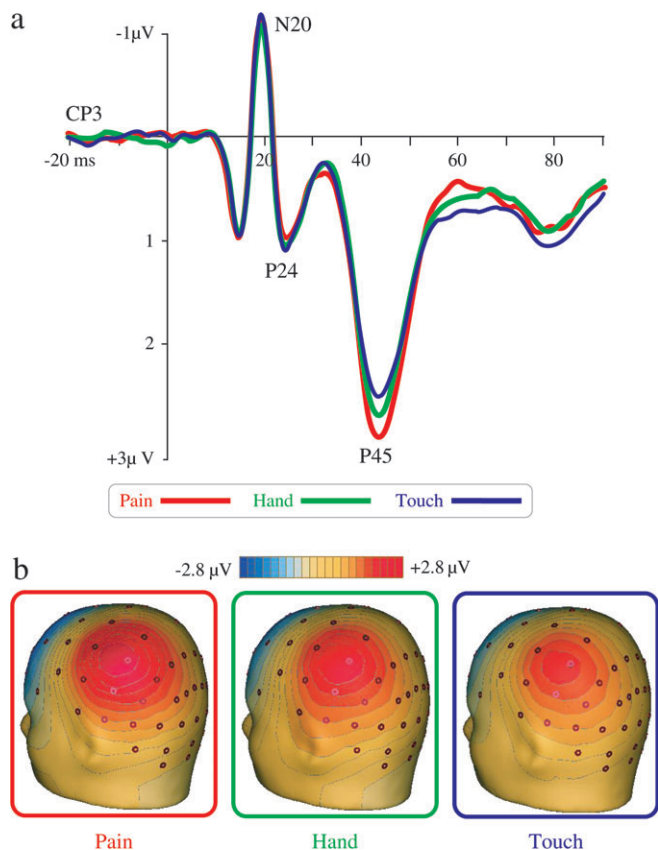 a
-1µV
N20
CP3
-20 ms
20
40
60
80
1
P24
2
+3µ V
P45
Pain
Hand
Touch
b
-2.8 µV
+2.8 µV
Pain
Hand
Touch